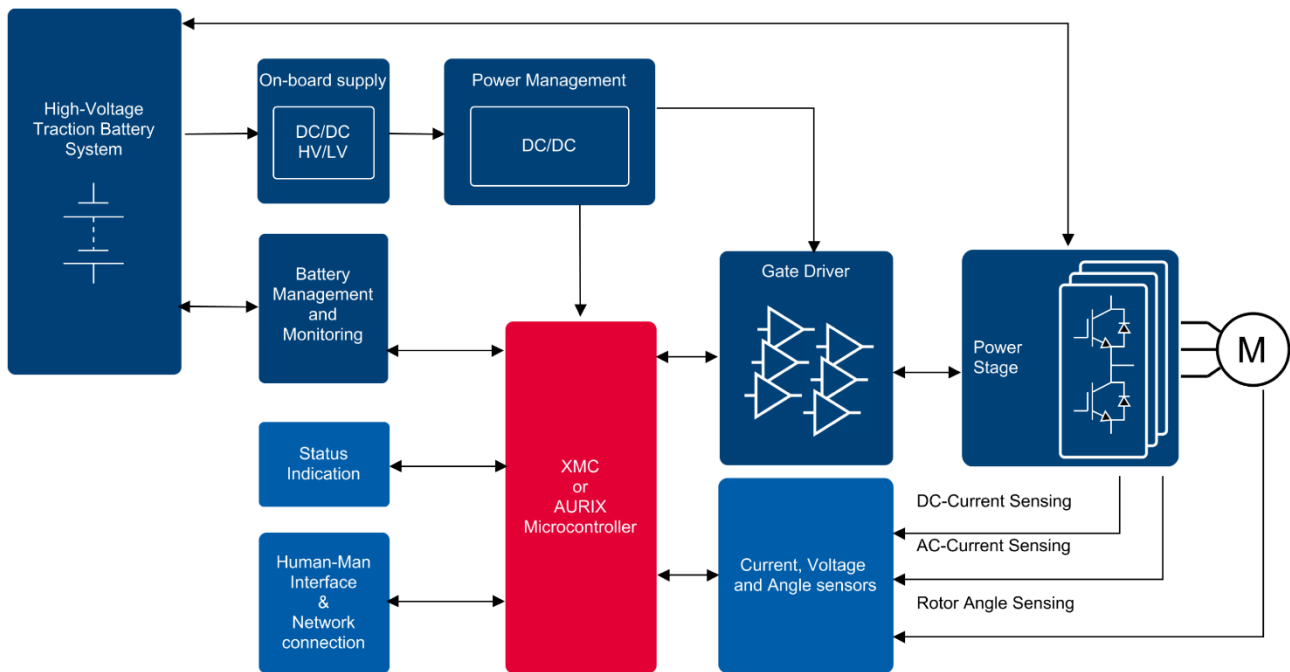 High-Voltage
Traction Battery
System
On-board supply
DC/DC
HV/LV
Power Management
DC/DC
Battery
Management
and
Monitoring
Gate Driver
Power
Stage
M
Status
Indication
XMC
or
AURIX
Microcontroller
Human-Man
Interface
&
Network
connection
Current, Voltage
and Angle sensors
DC-Current Sensing
AC-Current Sensing
Rotor Angle Sensing